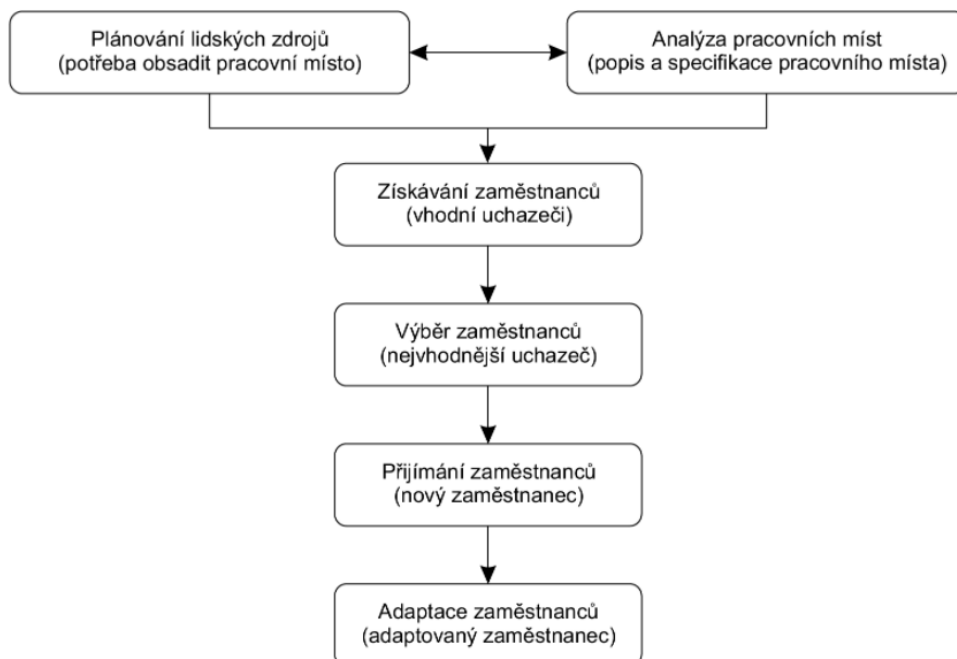 Plánování lidských zdrojů
(potřeba obsadit pracovní místo)
Analýza pracovních míst
(popis a specifikace pracovního místa)
Získávání zaměstnanců
(vhodní uchazeči)
Výběr zaměstnanců
(nejvhodnější uchazeč)
Přijímání zaměstnanců
(nový zaměstnanec)
Adaptace zaměstnanců
(adaptovaný zaměstnanec)